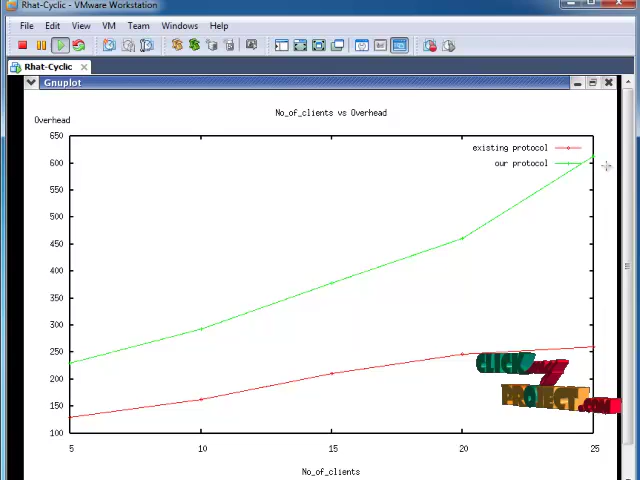 Rhat-Cyclic - VMware Workstation
File Edit View VM Team Windows Help
Rhat-Cyclic
Gnuplot
No_of_clients vs Overhead
Overhead
650
600
550
500
450
400
350
300
250
200
150
100
existing protocol
our protocol
5 10 15 20 25
No_of_clients
CLICK
MY
PROJECT
.COM